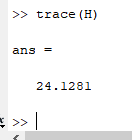 >> trace(H)
ans =
24.1281
>>